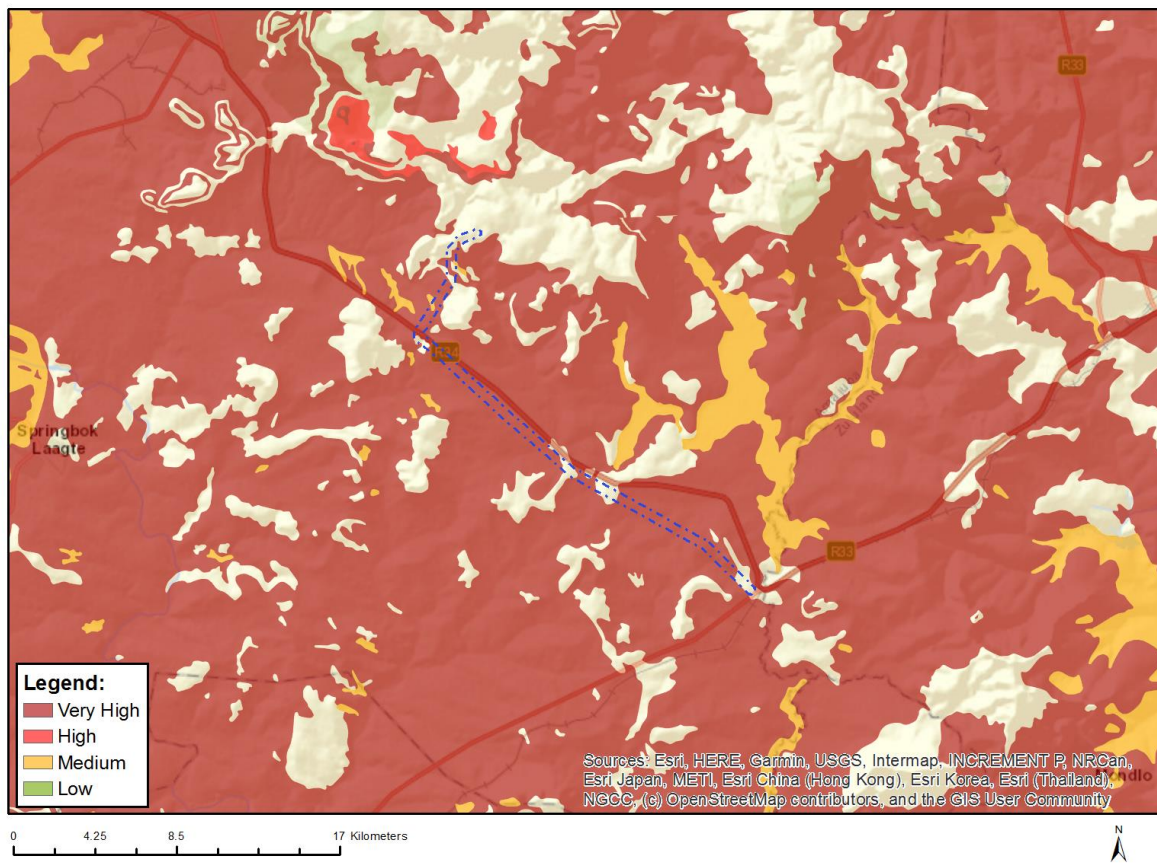 R33
R34
Springbok
Laagte
R33
Legend:
Very High
High
Medium
Low
Sources: Esri, HERE, Garmin, USGS, Intermap, INCREMENT P, NRCan,
Esri Japan, METI, Esri China (Hong Kong), Esri Korea, Esri (Thailand),
NGCC, (c) OpenStreetMap contributors, and the GIS User Community
0 4.25 8.5 17 Kilometers
N